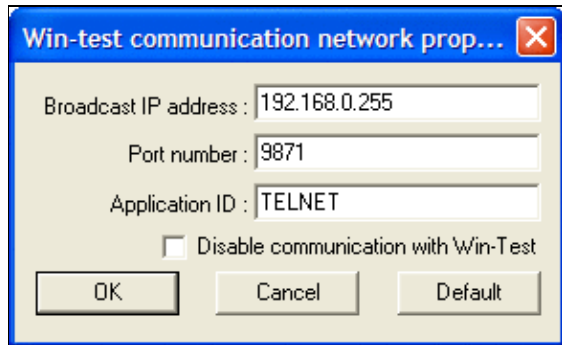 Win-test communication network prop...
Broadcast IP address : 192.168.0.255
Port number : 9871
Application ID : TELNET
Disable communication with Win-Test
OK Cancel Default